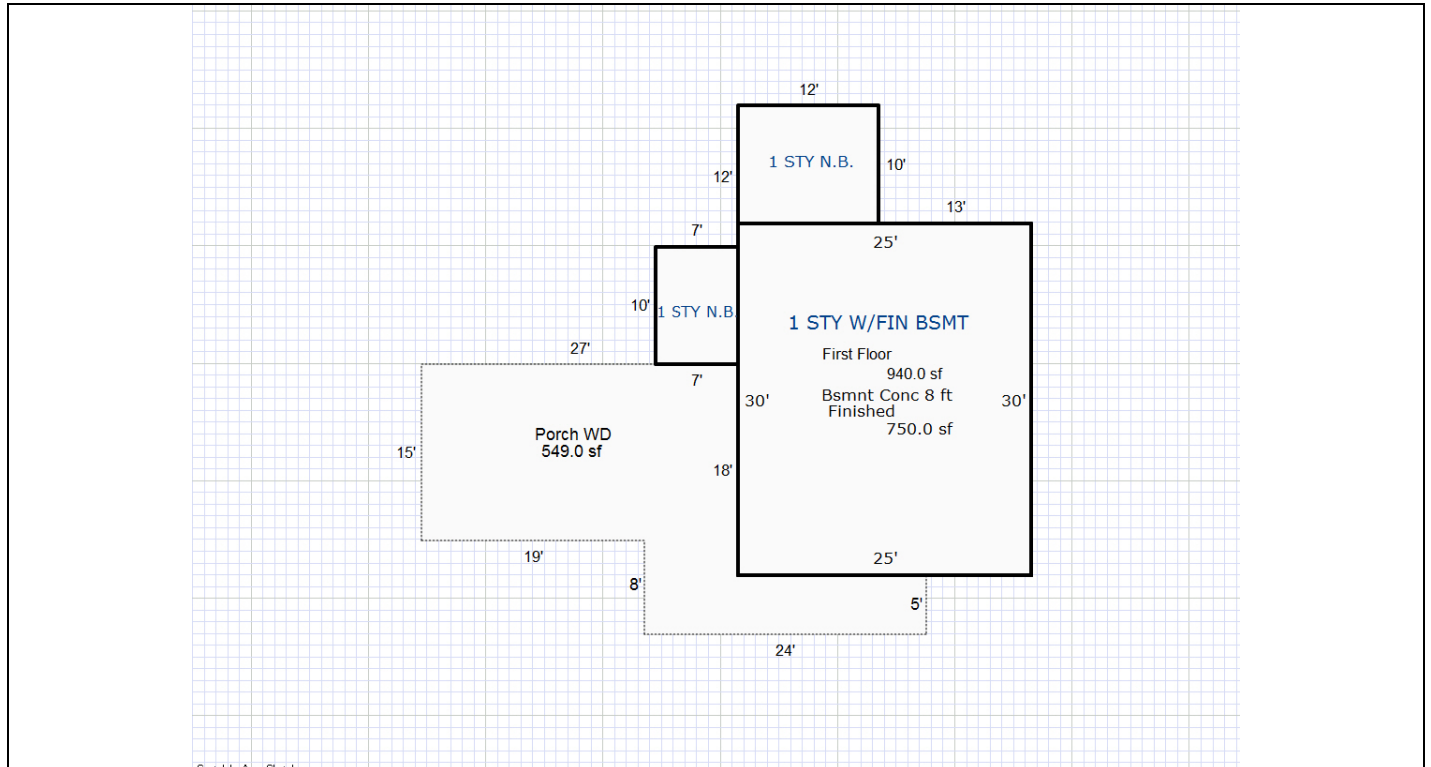 12'
1 STY N.B.
10'
12'
13'
7'
25'
10'
1 STY N.B.
1 STY W/FIN BSMT
27'
First Floor
940.0 sf
7'
Bsmnt Conc 8 ft
30'
30'
Finished
750.0 sf
Porch WD
549.0 sf
15'
18'
19'
25'
8'
5'
24'